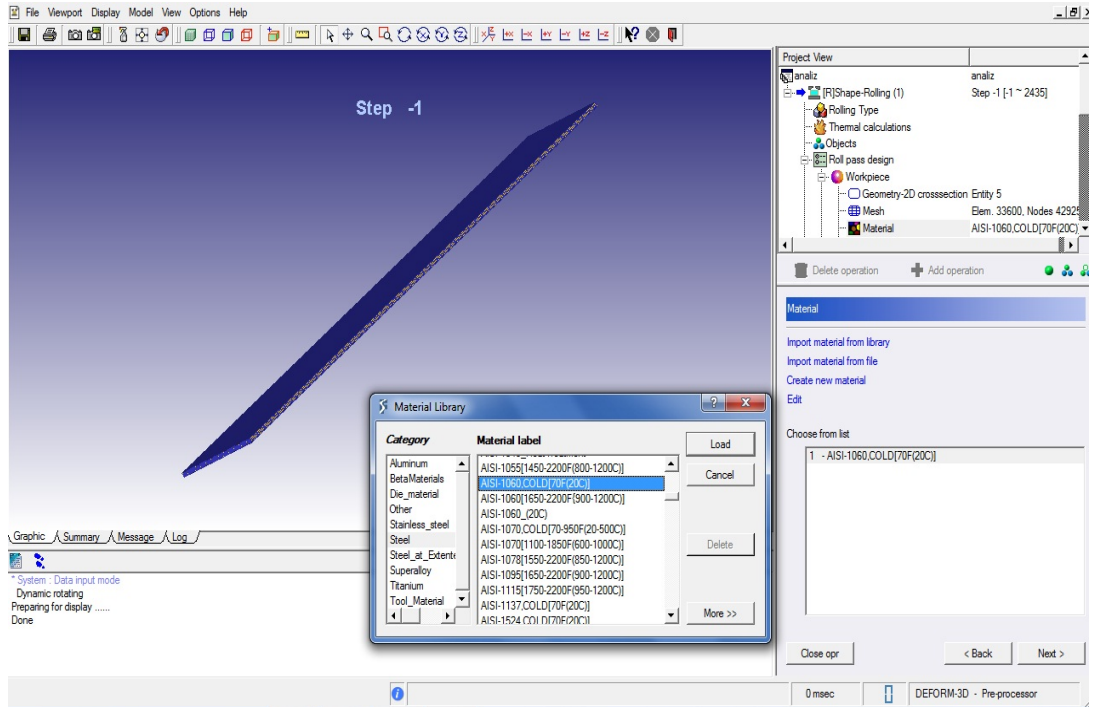 File Viewport Display Model View Options Help
Step -1
Project View
analiz analiz
[R]Shape-Rolling (1) Step -1 [-1 ~ 2435]
Rolling Type
Thermal calculations
Objects
Roll pass design
Workpiece
Geometry-2D crosssection Entity 5
Mesh Elem. 33600, Nodes 42925
Material AISI-1060,COLD[70F(20C)
Delete operation Add operation
Material
Import material from library
Import material from file
Create new material
Edit
Choose from list
1 - AISI-1060,COLD[70F(20C)]
Material Library
Category Material label
Aluminum
BetaMaterials
Die_material
Other
Stainless_steel
Steel
Steel_at_Extente
Superalloy
Titanium
Tool_Material
AISI-1055[1450-2200F(800-1200C)]
AISI-1060,COLD[70F(20C)]
AISI-1060[1650-2200F(900-1200C)]
AISI-1060_(20C)
AISI-1070,COLD[70-950F(20-500C)]
AISI-1070[1100-1850F(600-1000C)]
AISI-1078[1550-2200F(850-1200C)]
AISI-1095[1650-2200F(900-1200C)]
AISI-1115[1750-2200F(950-1200C)]
AISI-1137,COLD[70F(20C)]
AISI-1524,COLD[70F(20C)]
Load
Cancel
Delete
More >>
Graphic Summary Message Log
* System : Data input mode
Dynamic rotating
Preparing for display ......
Done
Close opr < Back Next >
0 msec DEFORM-3D - Pre-processor